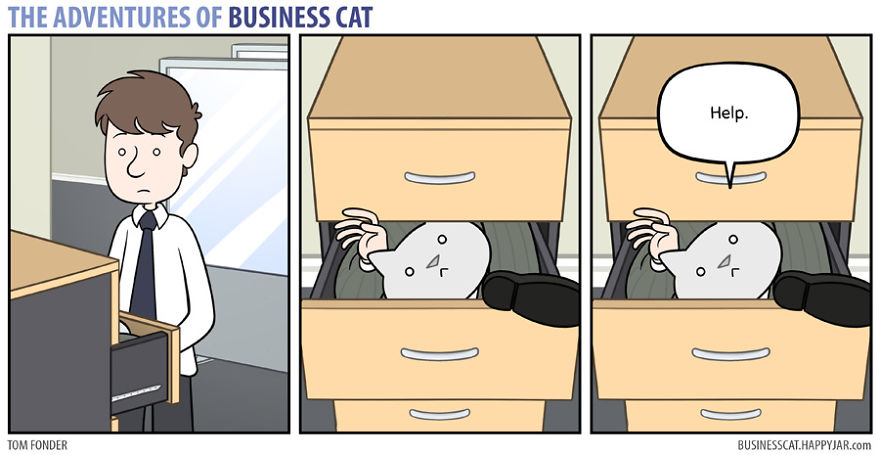 THE ADVENTURES OF BUSINESS CAT
Help.
TOM FONDER
BUSINESSCAT.HAPPYJAR.com